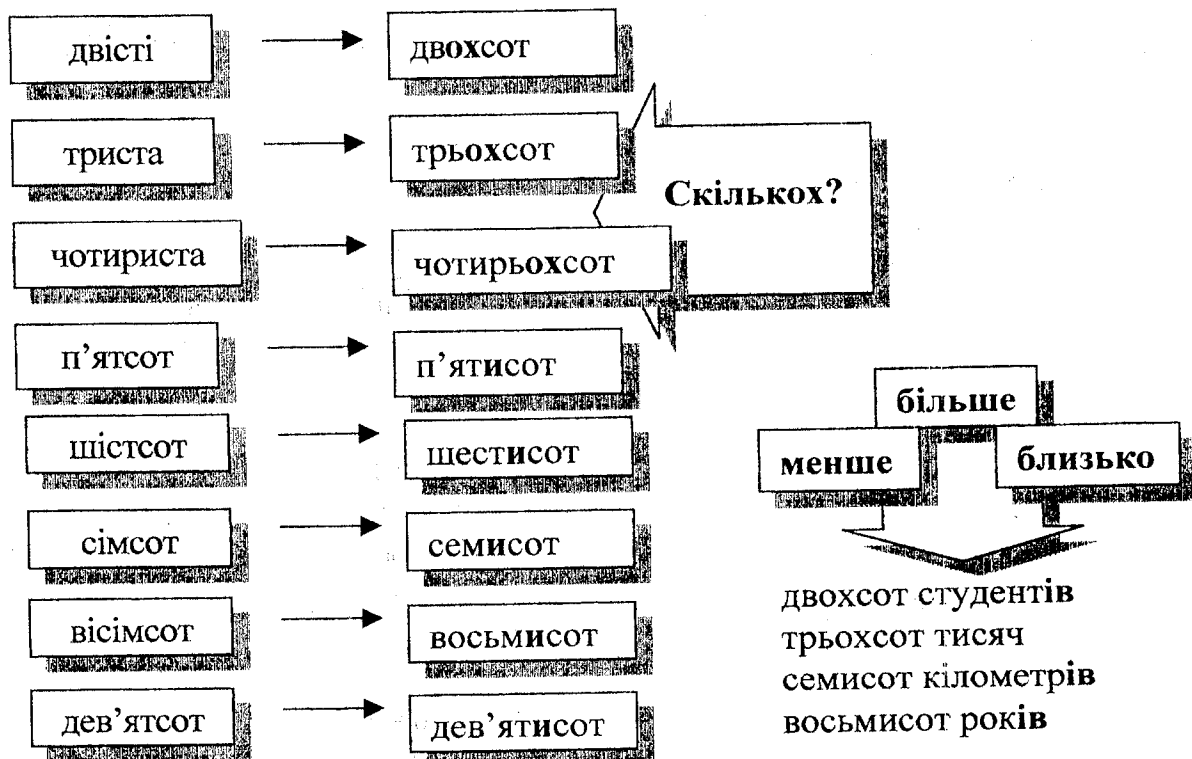 двісті
двохсот
триста
трьохсот
Скількох?
чотириста
чотирьохсот
п’ятсот
п’ятисот
шістсот
шестисот
сімсот
семисот
вісімсот
восьмисот
дев’ятсот
дев’ятисот
більше
менше
близько
двохсот студентів
трьохсот тисяч
семисот кілометрів
восьмисот років